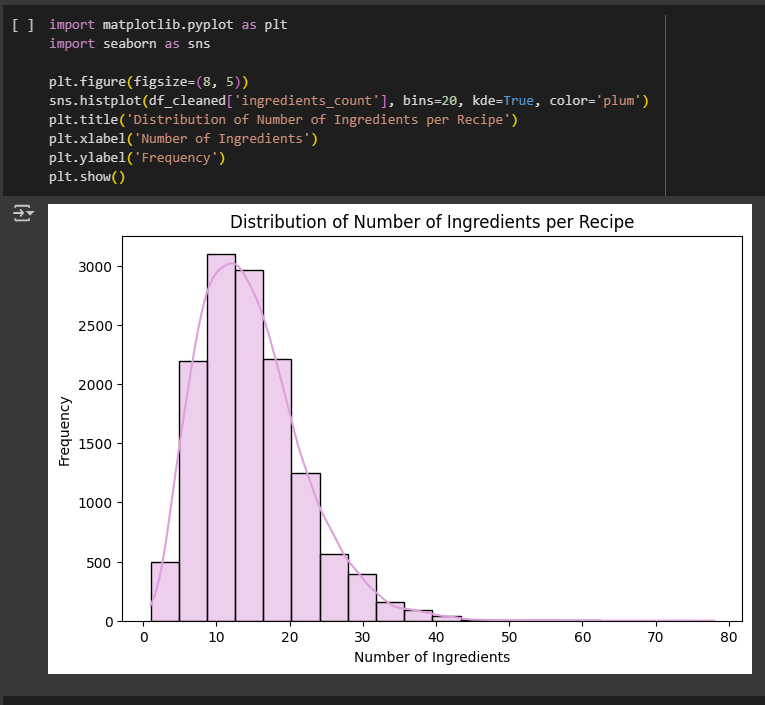 [ ] import matplotlib.pyplot as plt
import seaborn as sns
plt.figure(figsize=(8, 5))
sns.histplot(df_cleaned['ingredients_count'], bins=20, kde=True, color='plum')
plt.title('Distribution of Number of Ingredients per Recipe')
plt.xlabel('Number of Ingredients')
plt.ylabel('Frequency')
plt.show()
Distribution of Number of Ingredients per Recipe
3000
2500
2000
1500
1000
500
0
Frequency
0 10 20 30 40 50 60 70 80
Number of Ingredients